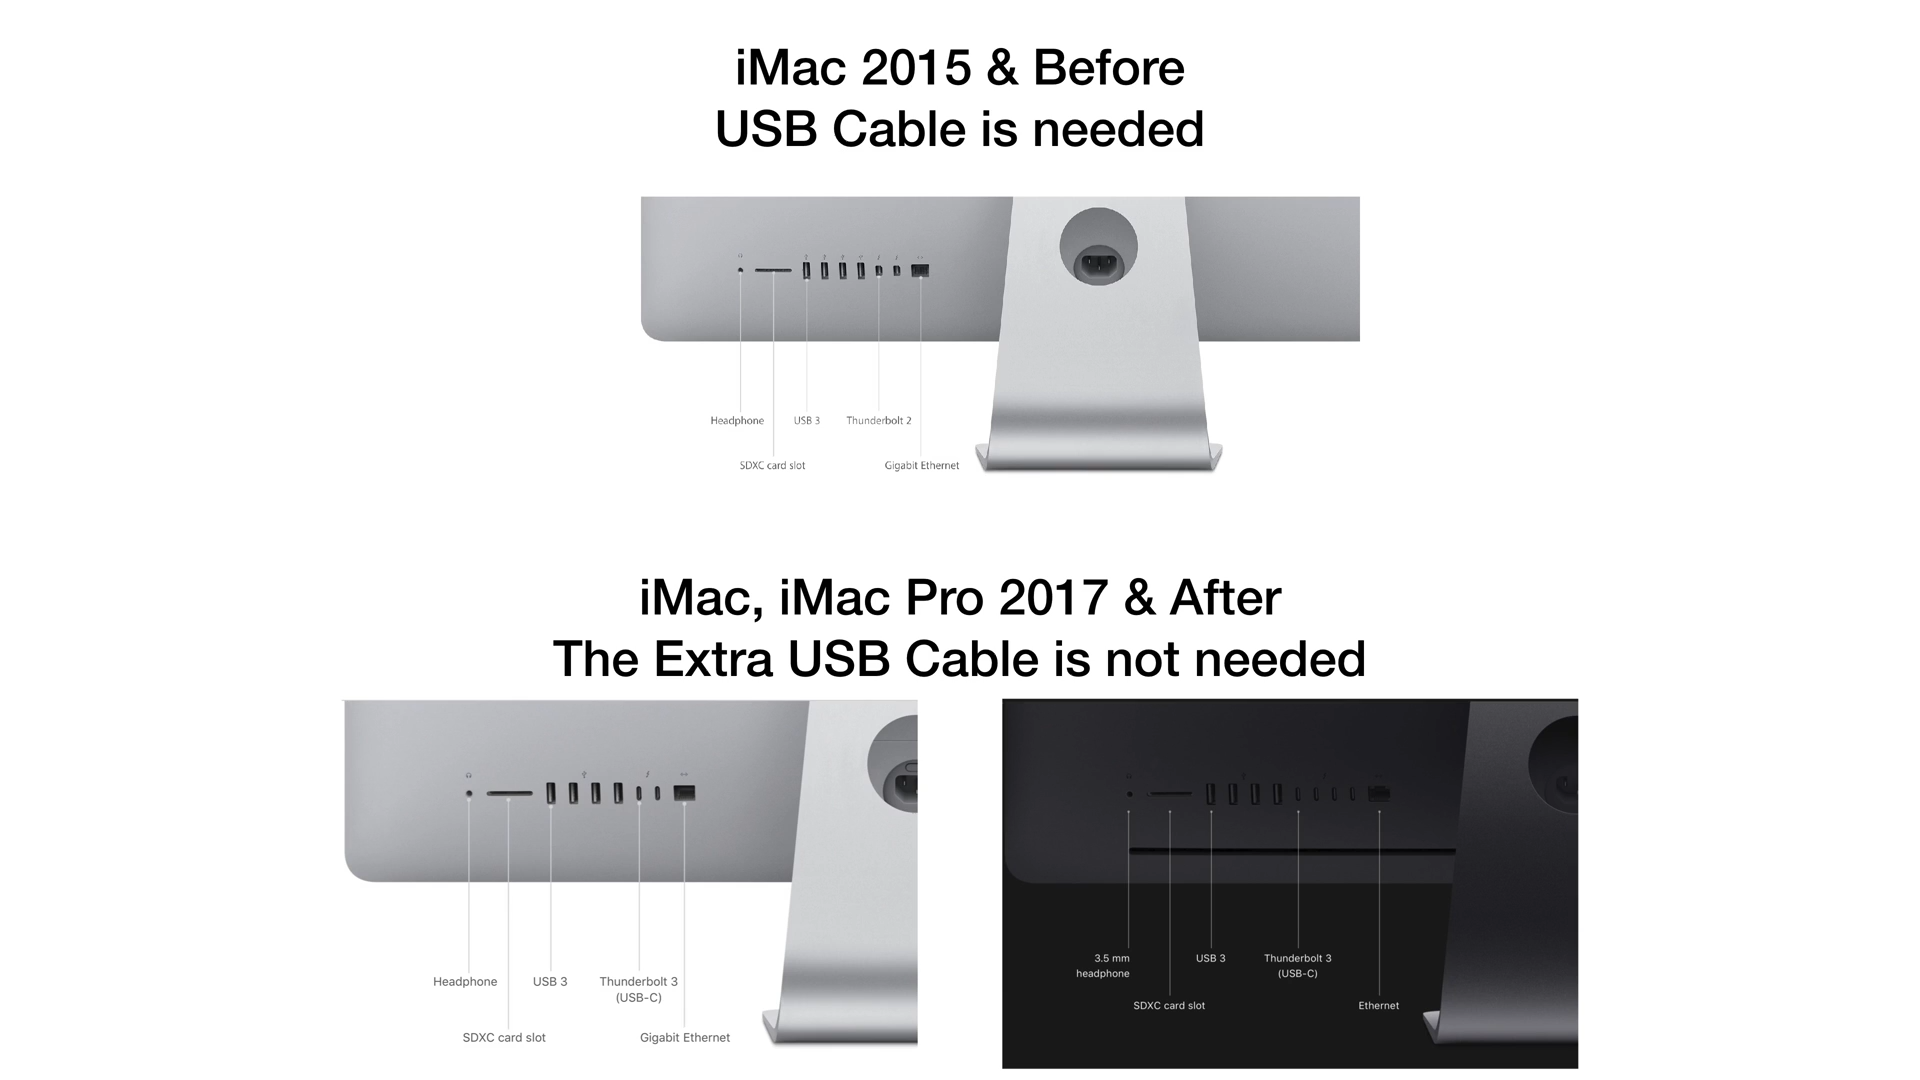 iMac 2015 & Before
USB Cable is needed
Headphone
USB 3
Thunderbolt 2
SDXC card slot
Gigabit Ethernet
iMac, iMac Pro 2017 & After
The Extra USB Cable is not needed
Headphone
USB 3
Thunderbolt 3
(USB-C)
SDXC card slot
Gigabit Ethernet
3.5 mm
headphone
USB 3
Thunderbolt 3
(USB-C)
SDXC card slot
Ethernet